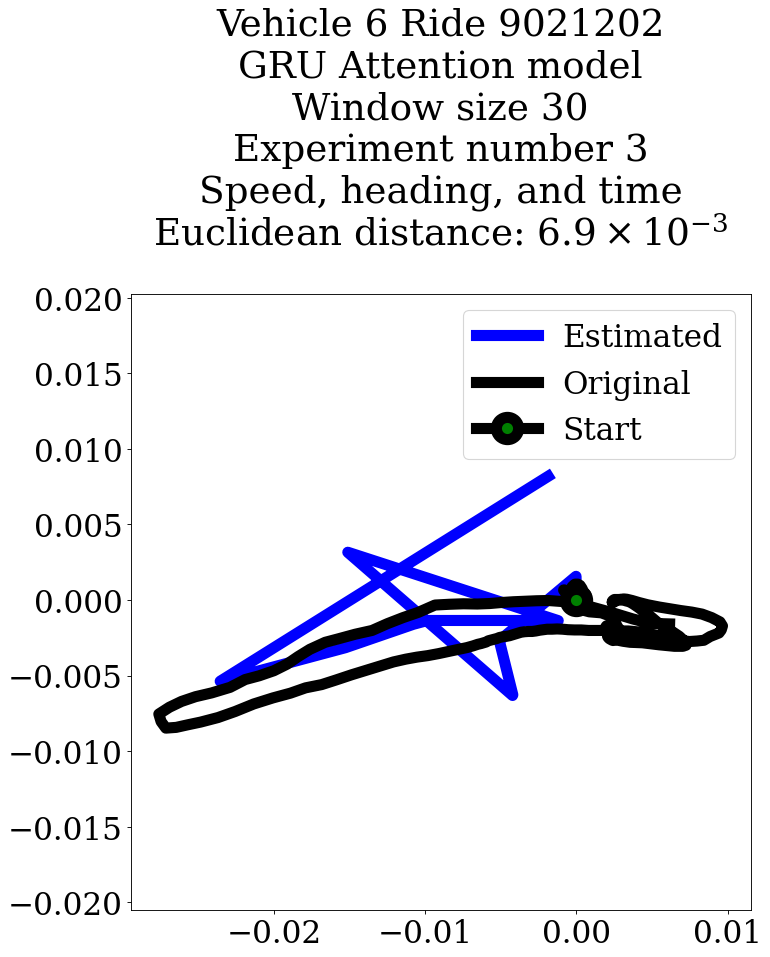 Vehicle 6 Ride 9021202
GRU Attention model
Window size 30
Experiment number 3
Speed, heading, and time
Euclidean distance: 6.9 × 10⁻³
Estimated
Original
Start
0.020
0.015
0.010
0.005
0.000
−0.005
−0.010
−0.015
−0.020
−0.02 −0.01 0.00 0.01